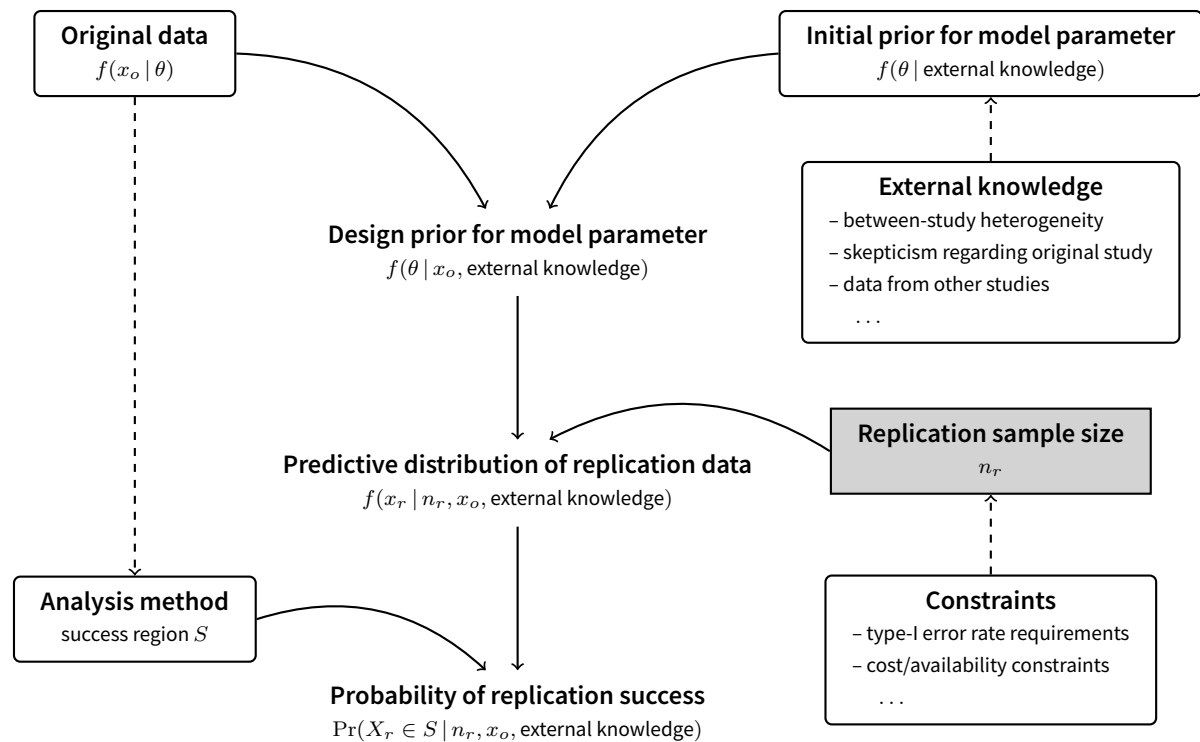 Original data
f(x_o | θ)
Initial prior for model parameter
f(θ | external knowledge)
External knowledge
– between-study heterogeneity
– skepticism regarding original study
– data from other studies
. . .
Design prior for model parameter
f(θ | x_o, external knowledge)
Replication sample size
n_r
Predictive distribution of replication data
f(x_r | n_r, x_o, external knowledge)
Analysis method
success region S
Constraints
– type-I error rate requirements
– cost/availability constraints
. . .
Probability of replication success
Pr(X_r ∈ S | n_r, x_o, external knowledge)